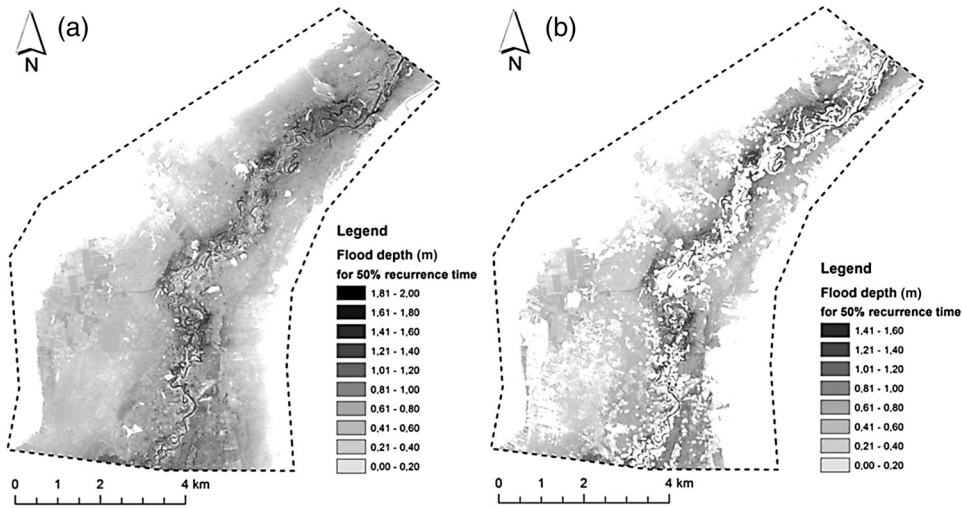 (a)
N
Legend
Flood depth (m)
for 50% recurrence time
1,81 - 2,00
1,61 - 1,80
1,41 - 1,60
1,21 - 1,40
1,01 - 1,20
0,81 - 1,00
0,61 - 0,80
0,41 - 0,60
0,21 - 0,40
0,00 - 0,20
0 1 2 4 km
(b)
N
Legend
Flood depth (m)
for 50% recurrence time
1,41 - 1,60
1,21 - 1,40
1,01 - 1,20
0,81 - 1,00
0,61 - 0,80
0,41 - 0,60
0,21 - 0,40
0,00 - 0,20
0 1 2 4 km